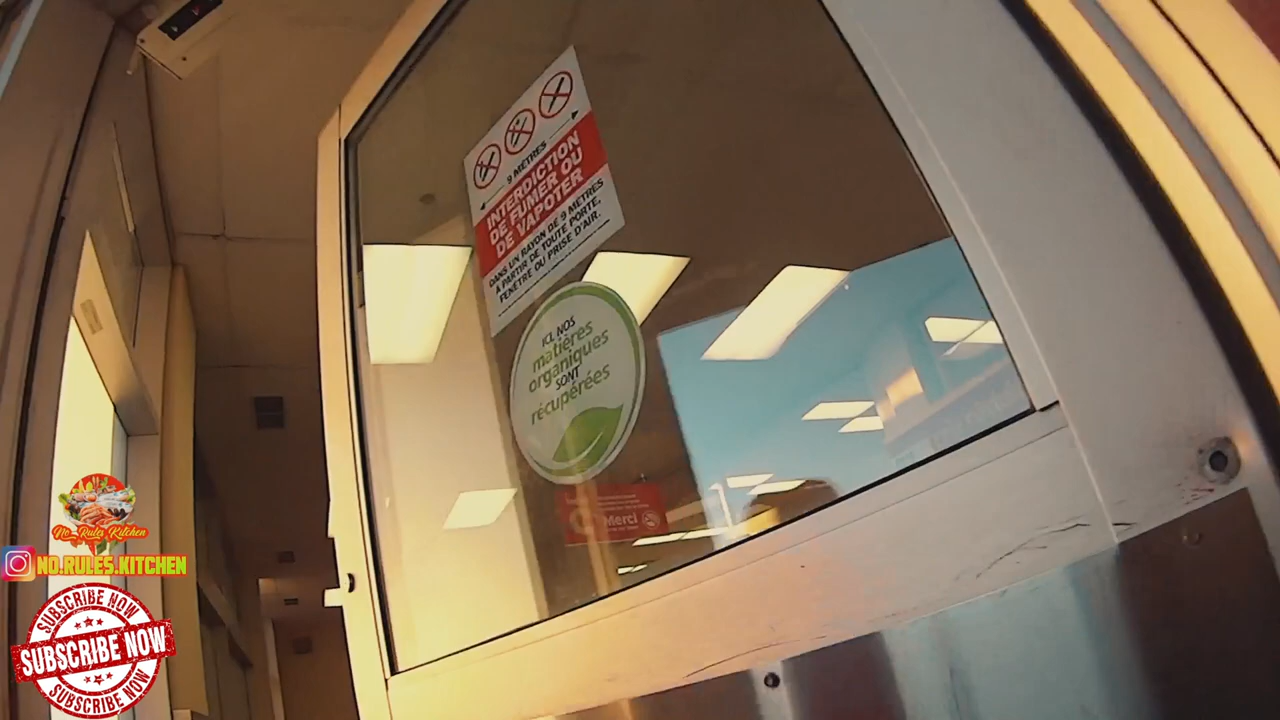 9 MÈTRES
INTERDICTION
DE FUMER OU
DE VAPOTER
DANS UN RAYON DE 9 MÈTRES
À PARTIR DE TOUTE PORTE,
FENÊTRE OU PRISE D'AIR.
ICI, NOS
matières
organiques
SONT
récupérées
Merci
No Rules Kitchen
NO.RULES.KITCHEN
SUBSCRIBE NOW
SUBSCRIBE NOW
SUBSCRIBE NOW